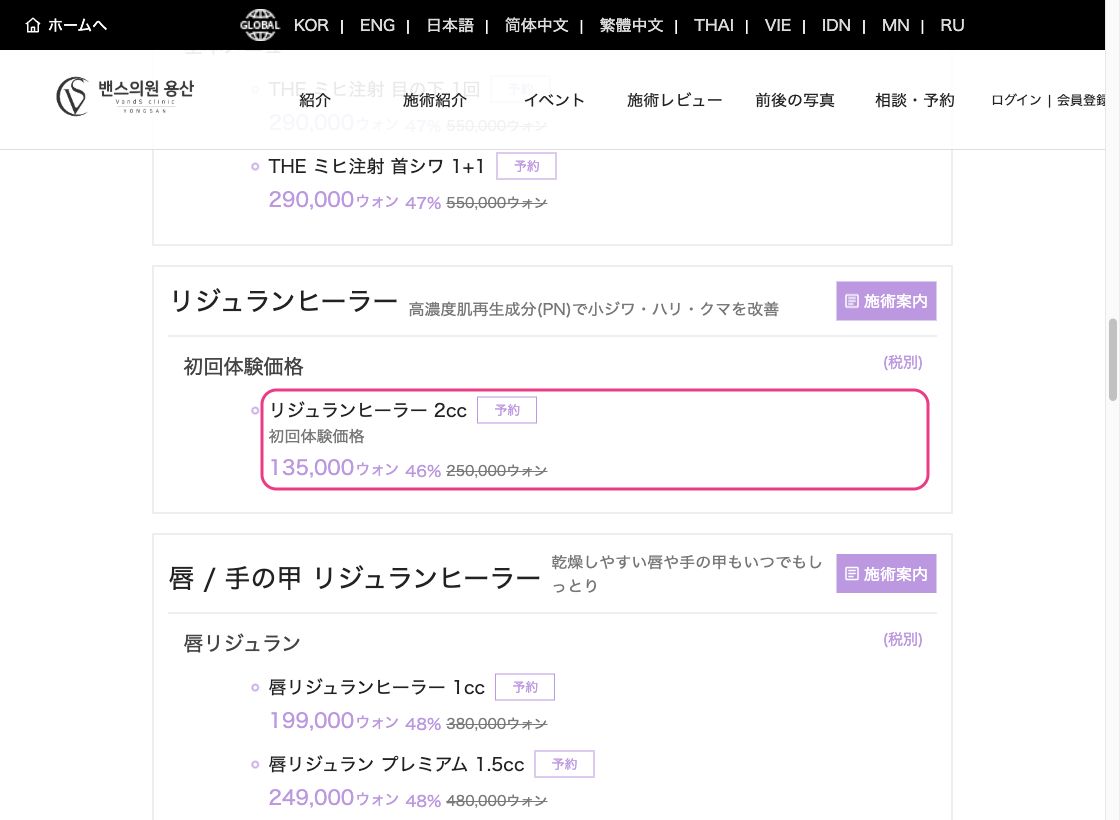 ホームへ
GLOBAL KOR | ENG | 日本語 | 简体中文 | 繁體中文 | THAI | VIE | IDN | MN | RU
THE ミヒ注射 目の下 1回 予約
밴스의원 용산
VandS clinic
YONGSAN
紹介 施術紹介 イベント 施術レビュー 前後の写真 相談・予約 ログイン | 会員登録
290,000ウォン 47% 550,000ウォン
THE ミヒ注射 首シワ 1+1 予約
290,000ウォン 47% 550,000ウォン
リジュランヒーラー 高濃度肌再生成分(PN)で小ジワ・ハリ・クマを改善 施術案内
初回体験価格 (税別)
リジュランヒーラー 2cc 予約
初回体験価格
135,000ウォン 46% 250,000ウォン
唇 / 手の甲 リジュランヒーラー 乾燥しやすい唇や手の甲もいつでもし
っとり 施術案内
唇リジュラン (税別)
唇リジュランヒーラー 1cc 予約
199,000ウォン 48% 380,000ウォン
唇リジュラン プレミアム 1.5cc 予約
249,000ウォン 48% 480,000ウォン